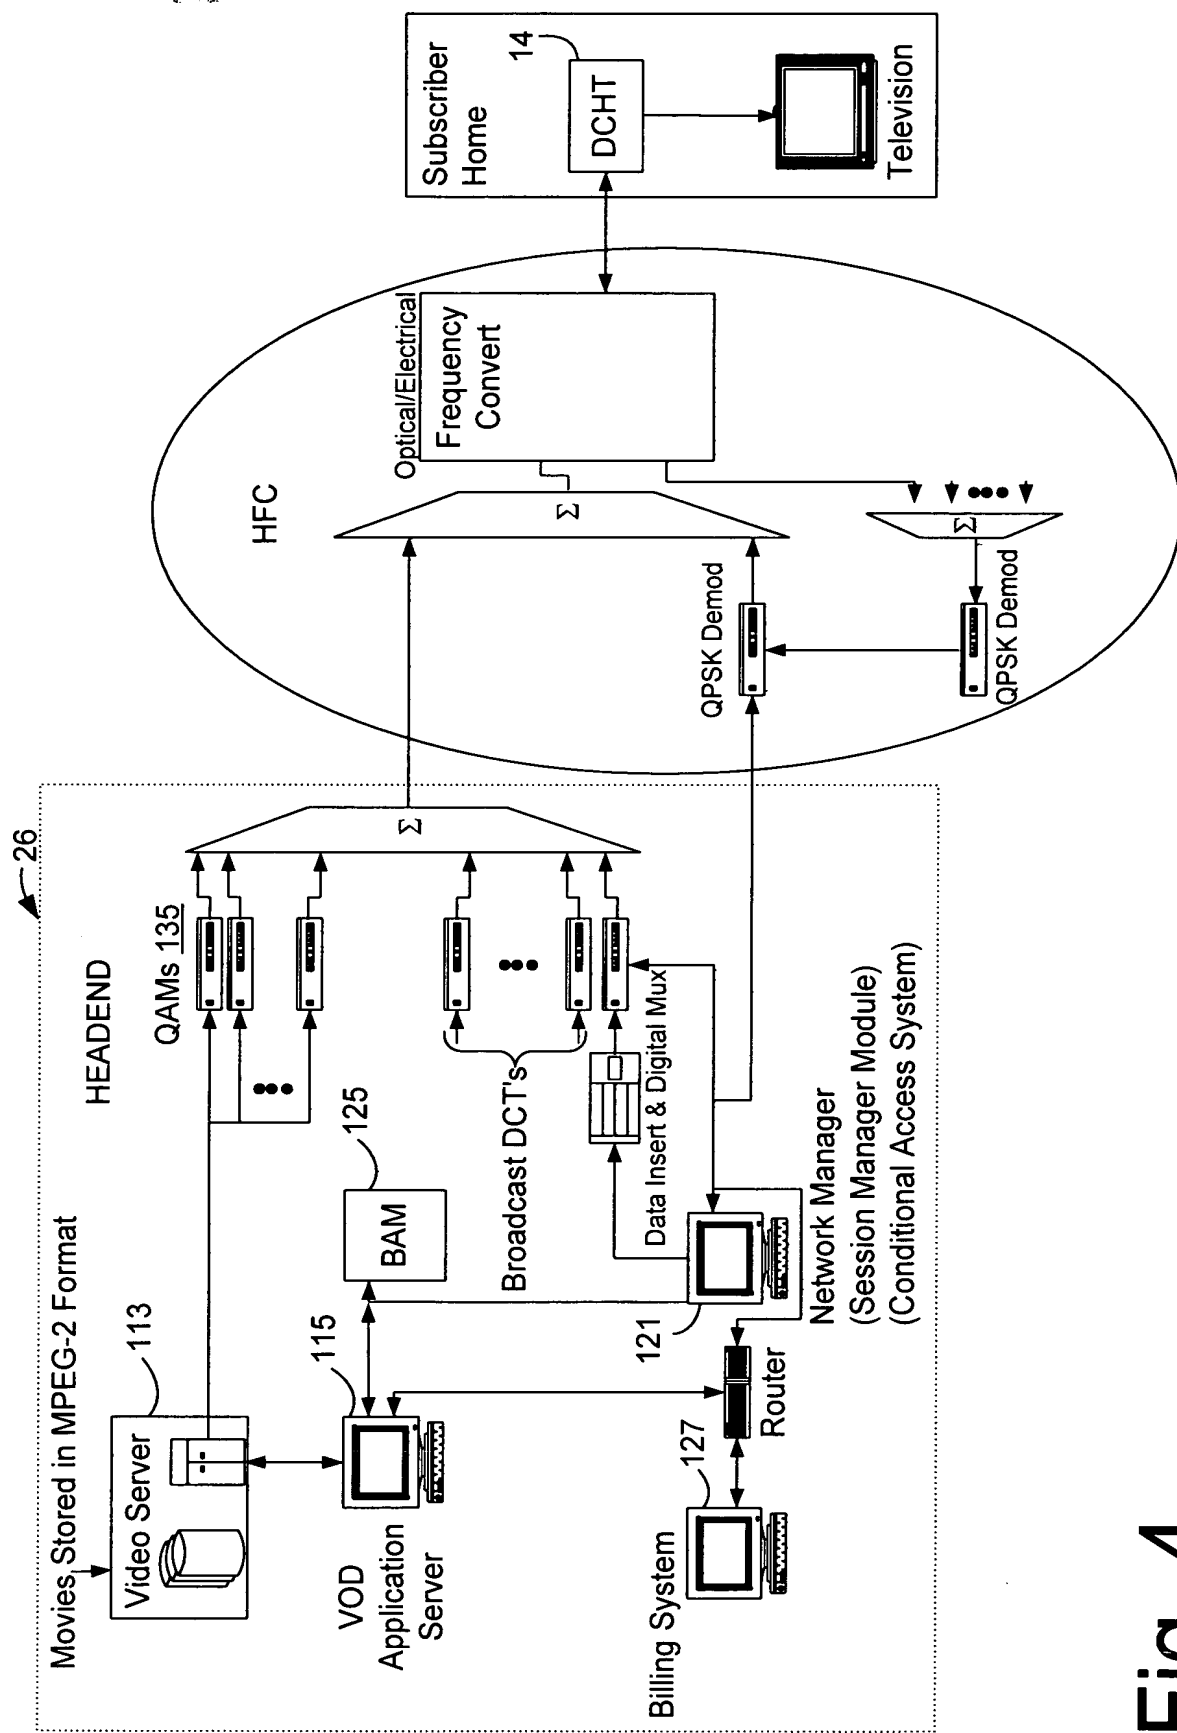 26
Movies Stored in MPEG-2 Format
HEADEND
Video Server
113
QAMs 135
VOD
Application
Server
115
BAM
125
Broadcast DCT's
Data Insert & Digital Mux
Billing System
127
Router
121
Network Manager
(Session Manager Module)
(Conditional Access System)
Σ
HFC
Σ
QPSK Demod
QPSK Demod
Σ
Optical/Electrical
Frequency
Convert
Subscriber
Home
14
DCHT
Television
Fig. 4